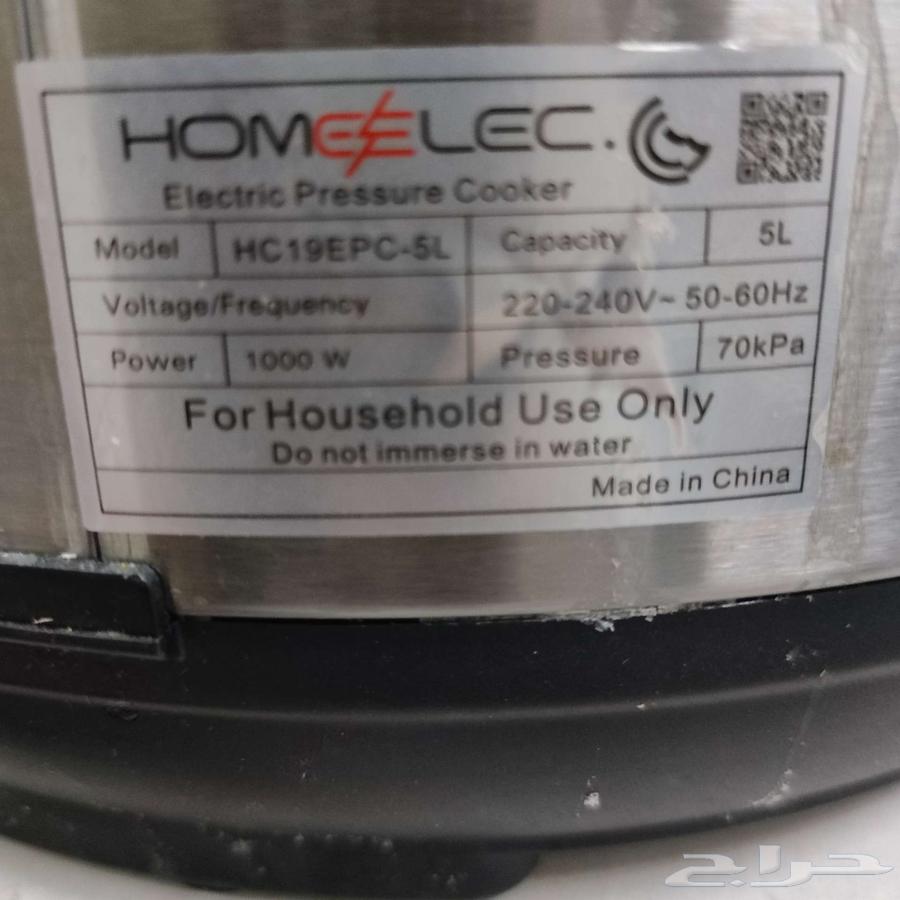 HOMEELEC.
Electric Pressure Cooker
Model HC19EPC-5L Capacity 5L
Voltage/Frequency 220-240V~ 50-60Hz
Power 1000 W Pressure 70kPa
For Household Use Only
Do not immerse in water
Made in China
حراج